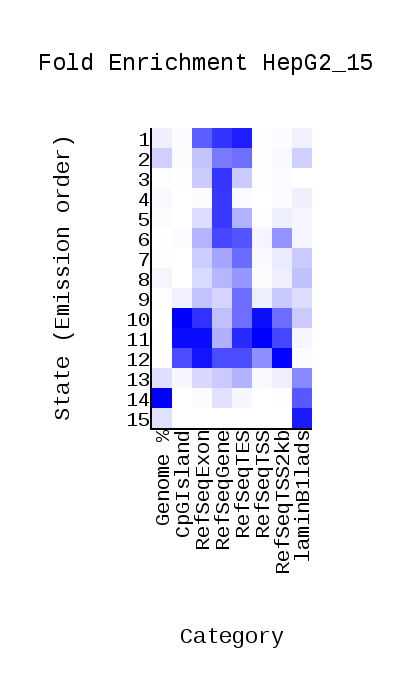 Fold Enrichment HepG2_15
State (Emission order)
1
2
3
4
5
6
7
8
9
10
11
12
13
14
15
Genome %
CpGIsland
RefSeqExon
RefSeqGene
RefSeqTES
RefSeqTSS
RefSeqTSS2kb
laminB1lads
Category